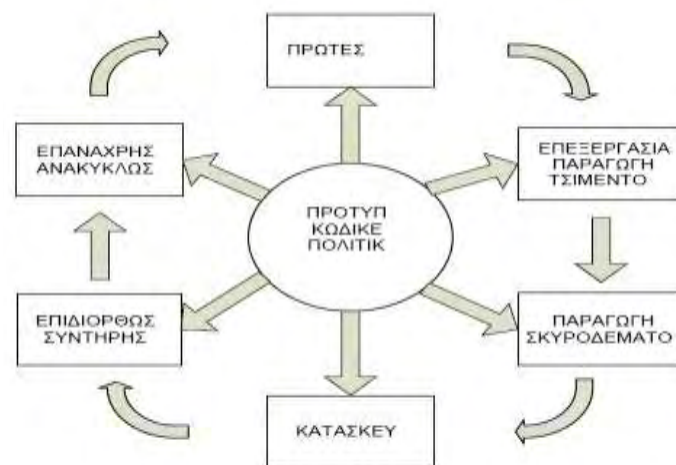 ΠΡΩΤΕΣ
ΕΠΑΝΑΧΡΗΣ
ΑΝΑΚΥΚΛΩΣ
ΕΠΕΞΕΡΓΑΣΙΑ
ΠΑΡΑΓΩΓΗ
ΤΣΙΜΕΝΤΟ
ΠΡΟΤΥΠ
ΚΩΔΙΚΕ
ΠΟΛΙΤΙΚ
ΕΠΙΔΙΟΡΘΩΣ
ΣΥΝΤΗΡΗΣ
ΠΑΡΑΓΩΓΗ
ΣΚΥΡΟΔΕΜΑΤΟ
ΚΑΤΑΣΚΕΥ